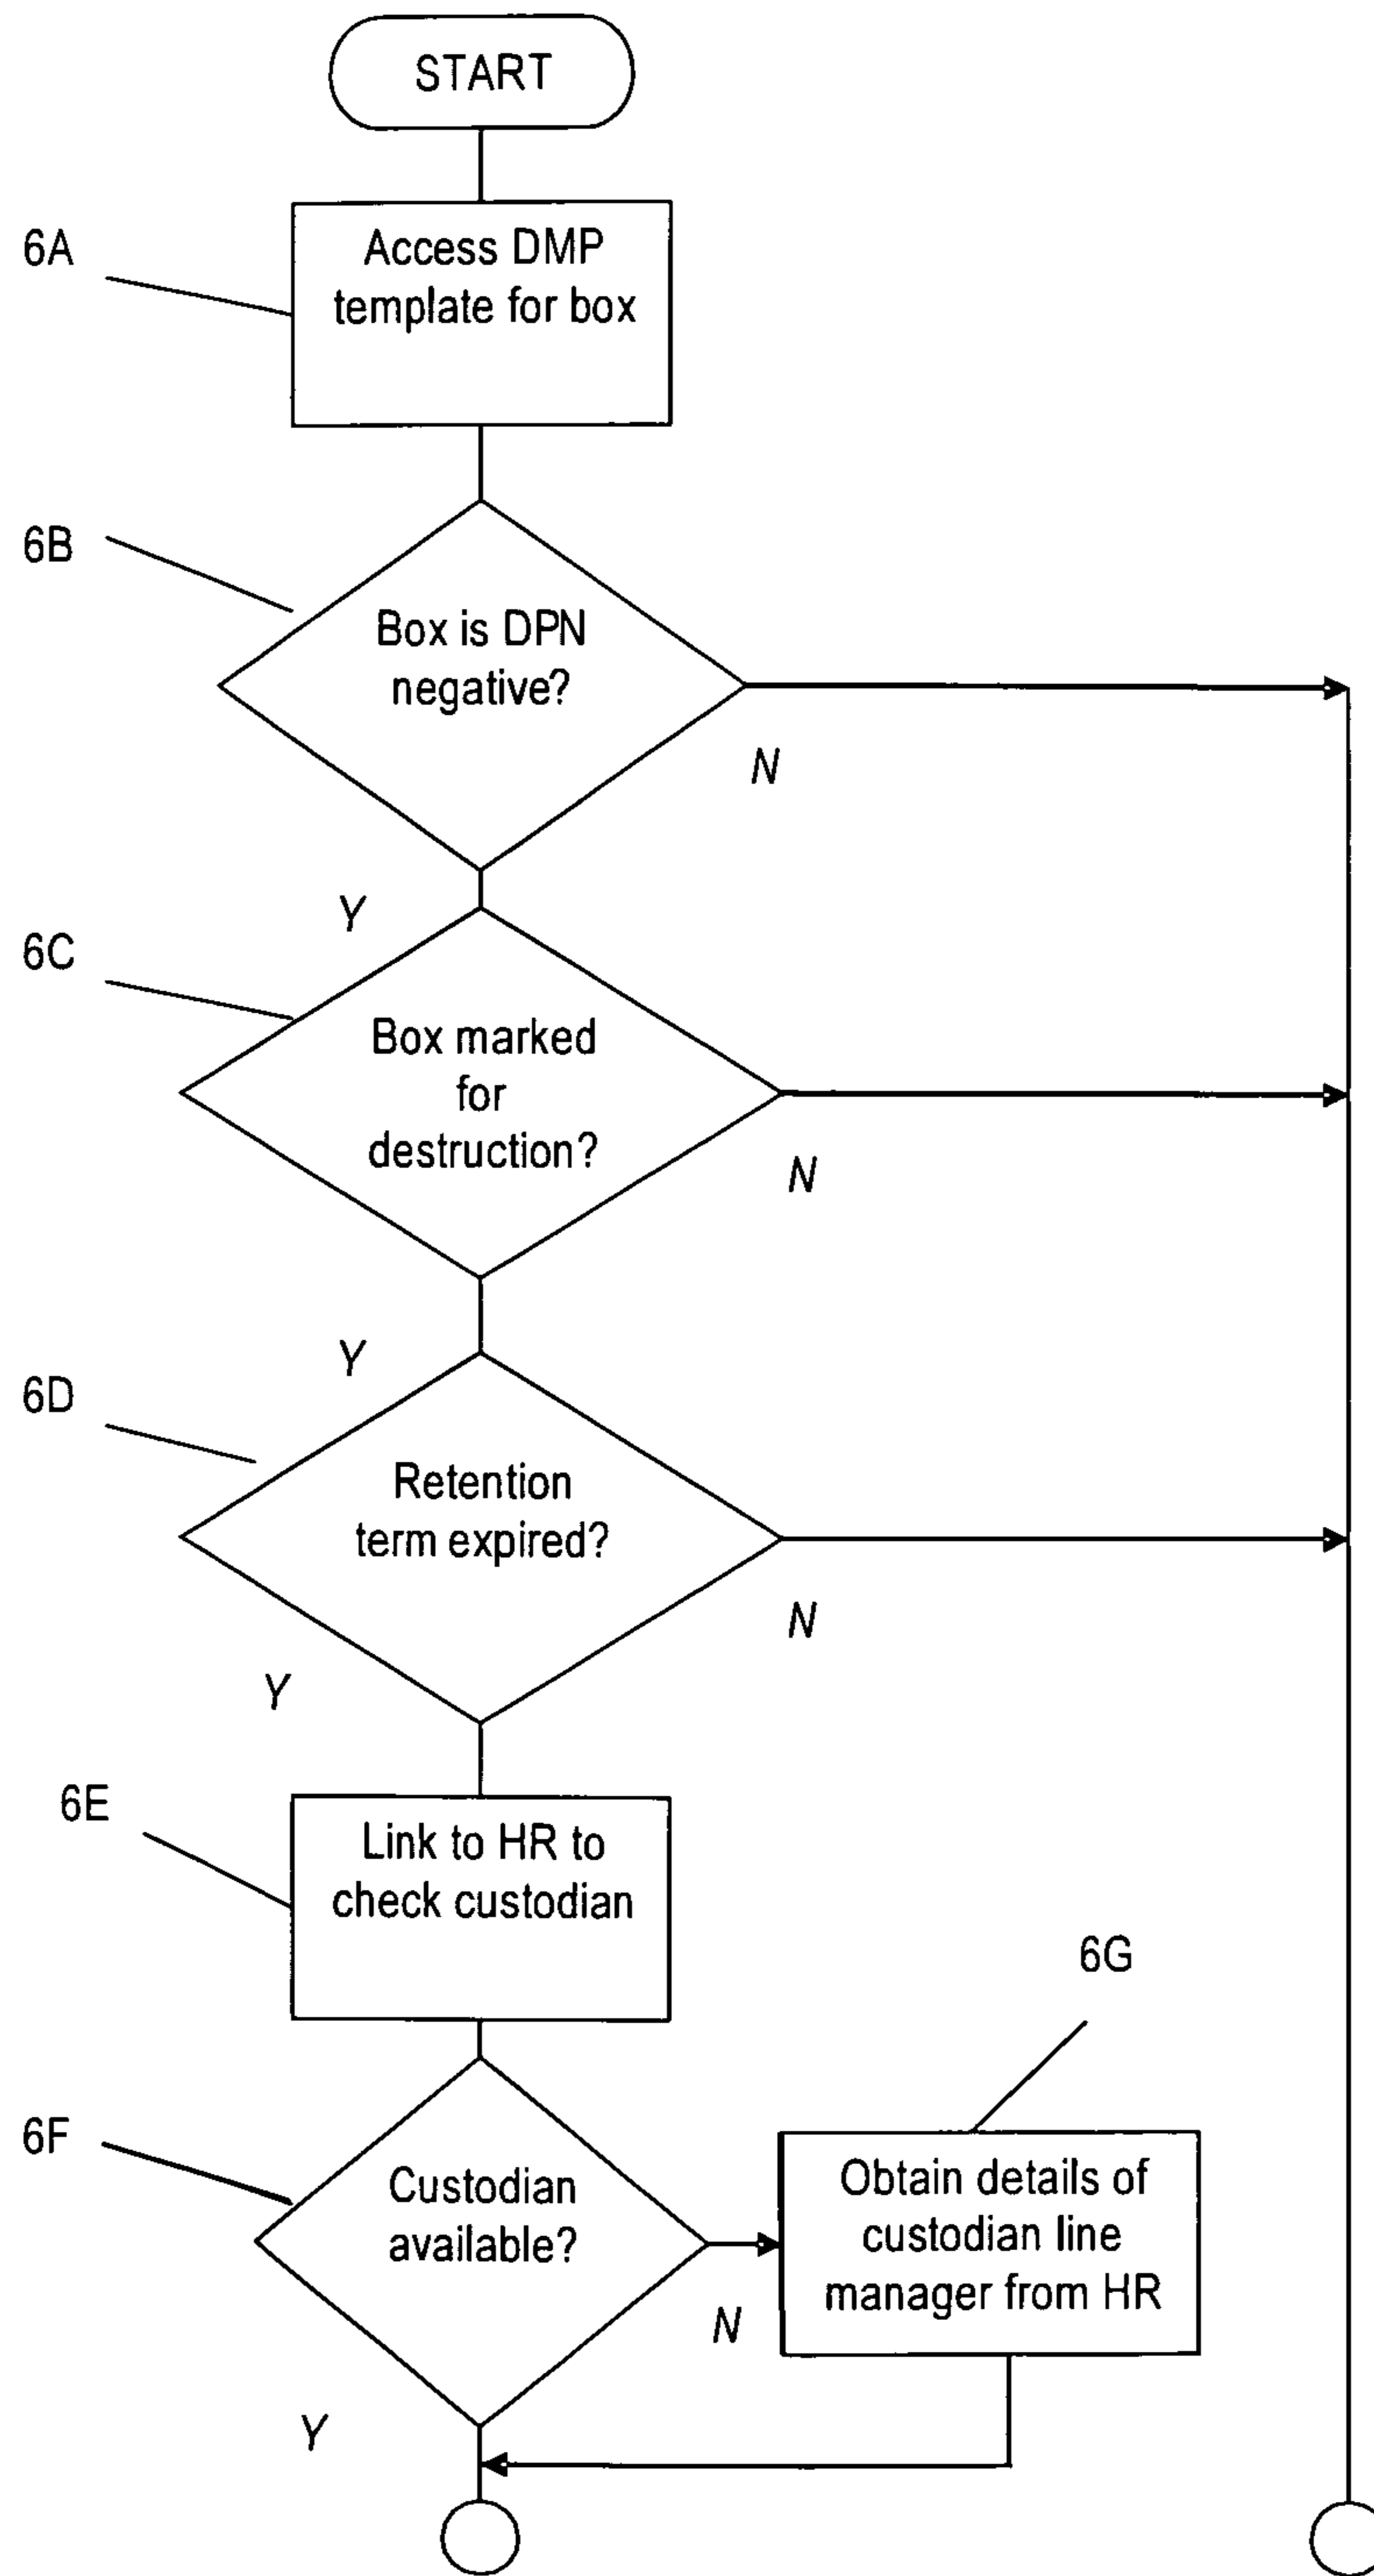 START
6A
Access DMP
template for box
6B
Box is DPN
negative?
N
Y
6C
Box marked
for
destruction?
N
Y
6D
Retention
term expired?
N
Y
6E
Link to HR to
check custodian
6G
6F
Custodian
available?
Obtain details of
custodian line
manager from HR
N
Y